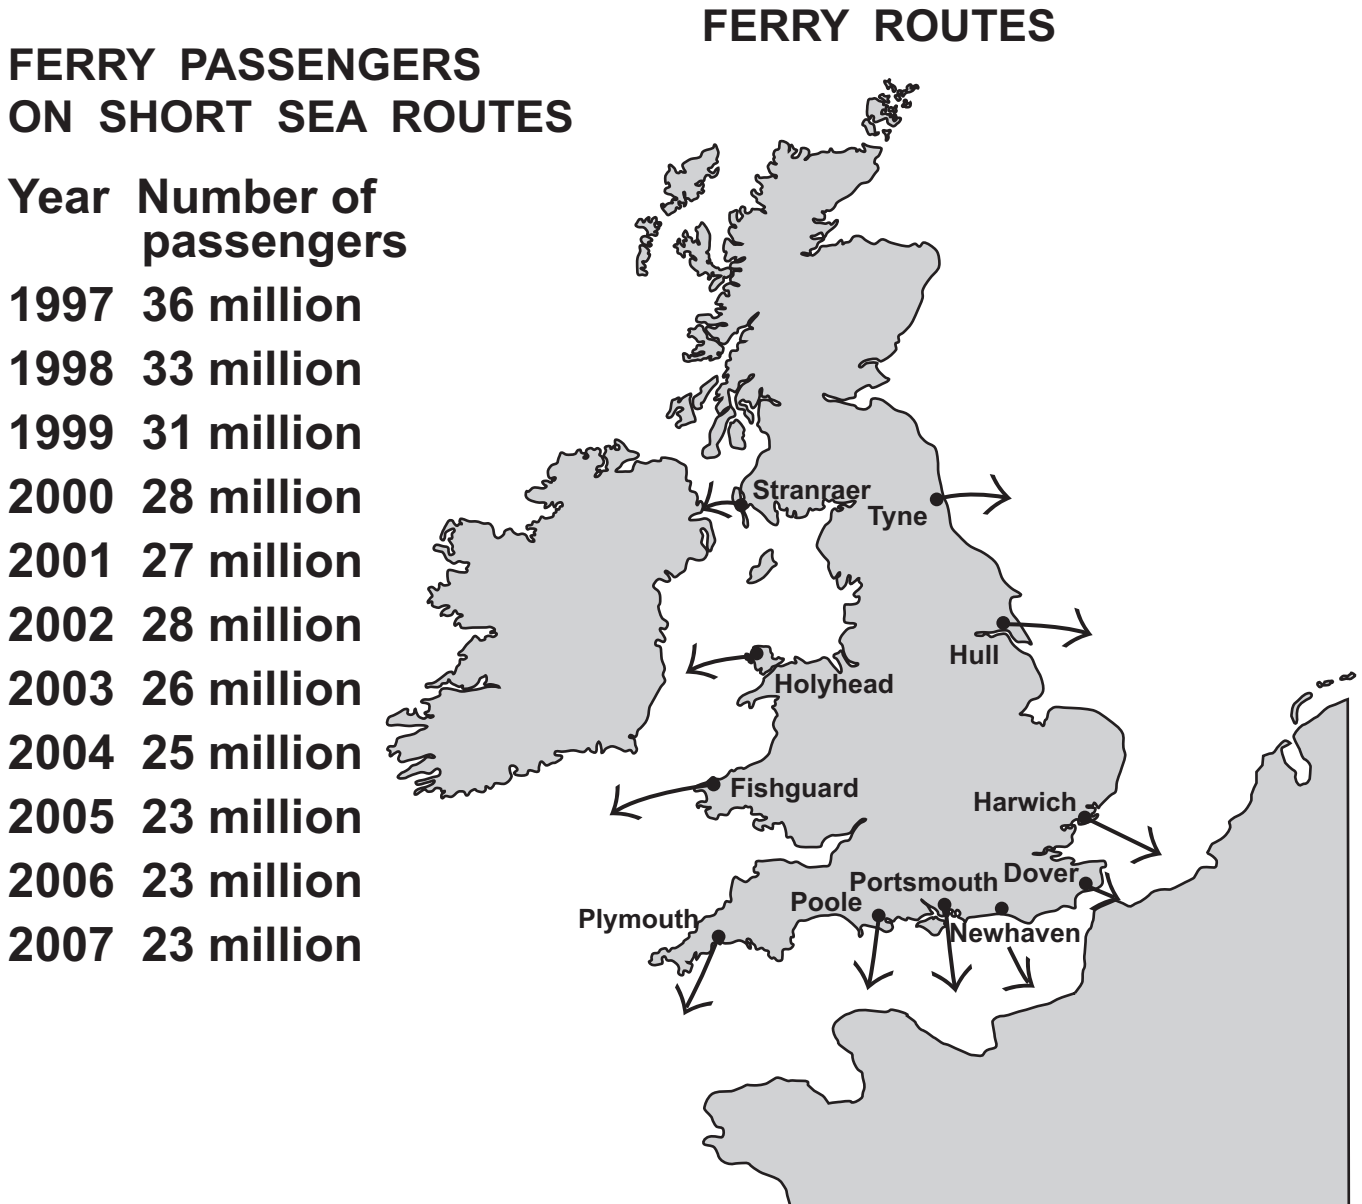 FERRY ROUTES
FERRY PASSENGERS
ON SHORT SEA ROUTES
Year Number of
passengers
1997 36 million
1998 33 million
1999 31 million
2000 28 million
2001 27 million
2002 28 million
2003 26 million
2004 25 million
2005 23 million
2006 23 million
2007 23 million
Stranraer
Tyne
Hull
Holyhead
Fishguard
Harwich
Dover
Portsmouth
Poole
Plymouth
Newhaven